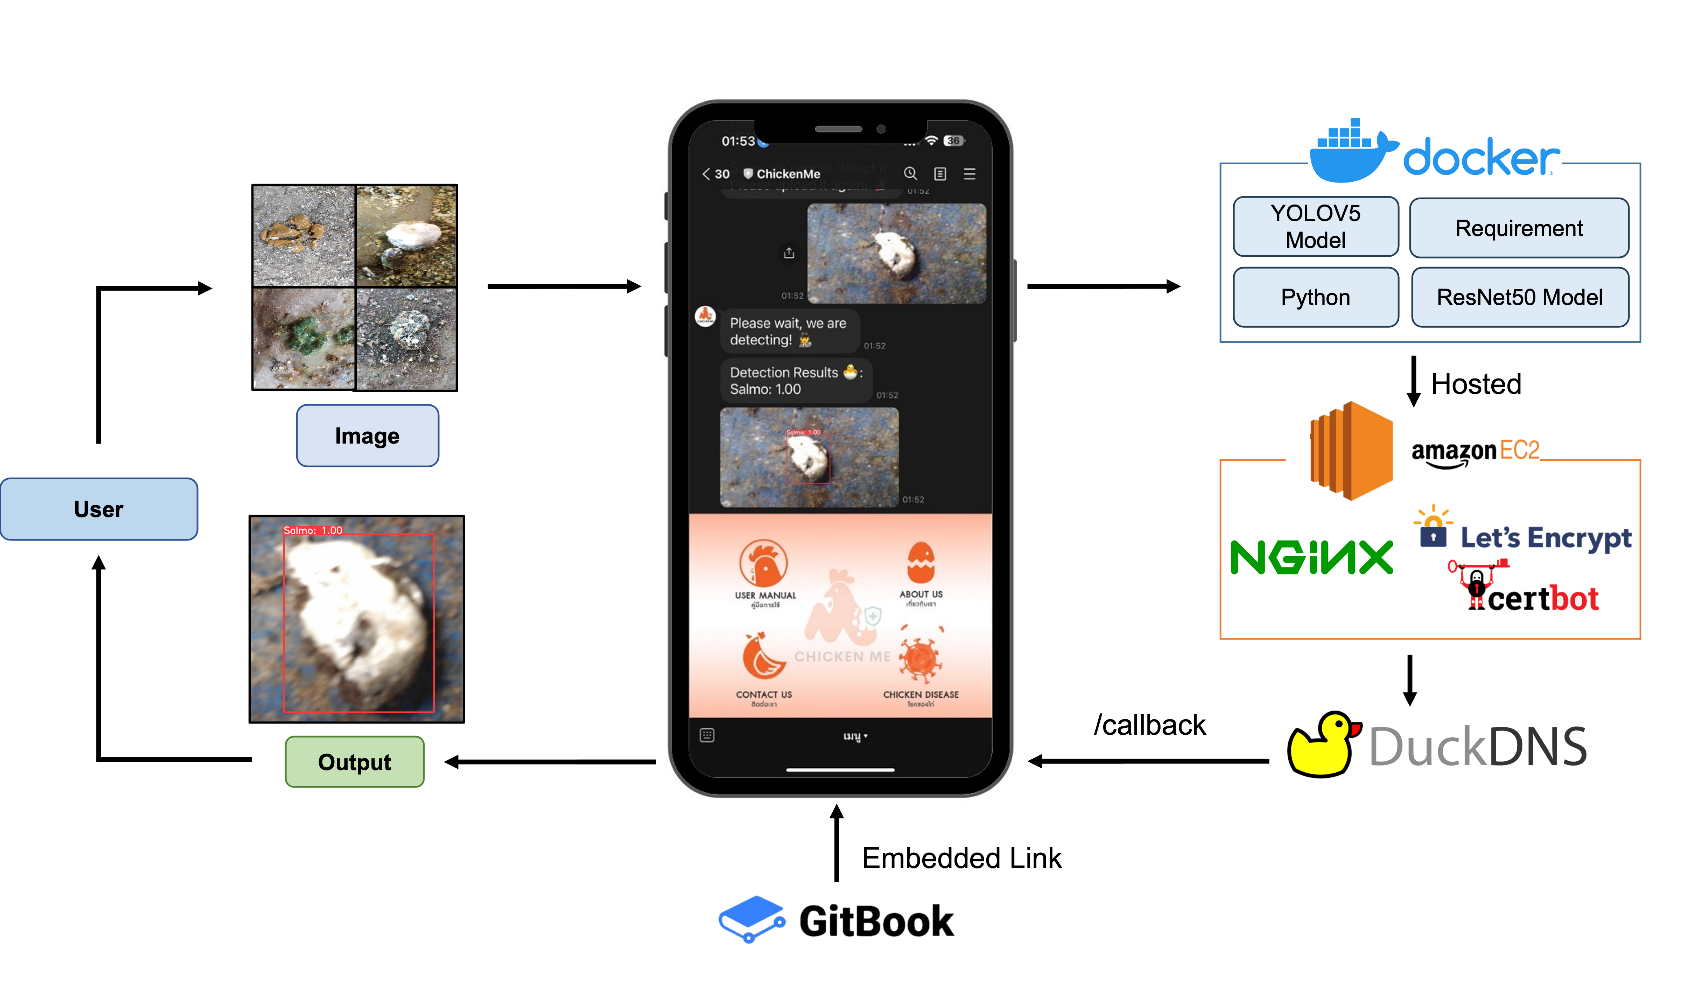 User
Image
Salmo: 1.00
Output
01:53
36
30 ChickenMe
01:52
01:52
Please wait, we are
detecting!
01:52
Detection Results :
Salmo: 1.00
01:52
Salmo: 1.00
01:52
USER MANUAL
คู่มือการใช้
ABOUT US
เกี่ยวกับเรา
CHICKEN ME
CONTACT US
ติดต่อเรา
CHICKEN DISEASE
โรคของไก่
เมนู
Embedded Link
GitBook
docker
YOLOV5
Model
Requirement
Python
ResNet50 Model
Hosted
amazon EC2
NGINX
Let's Encrypt
certbot
DuckDNS
/callback